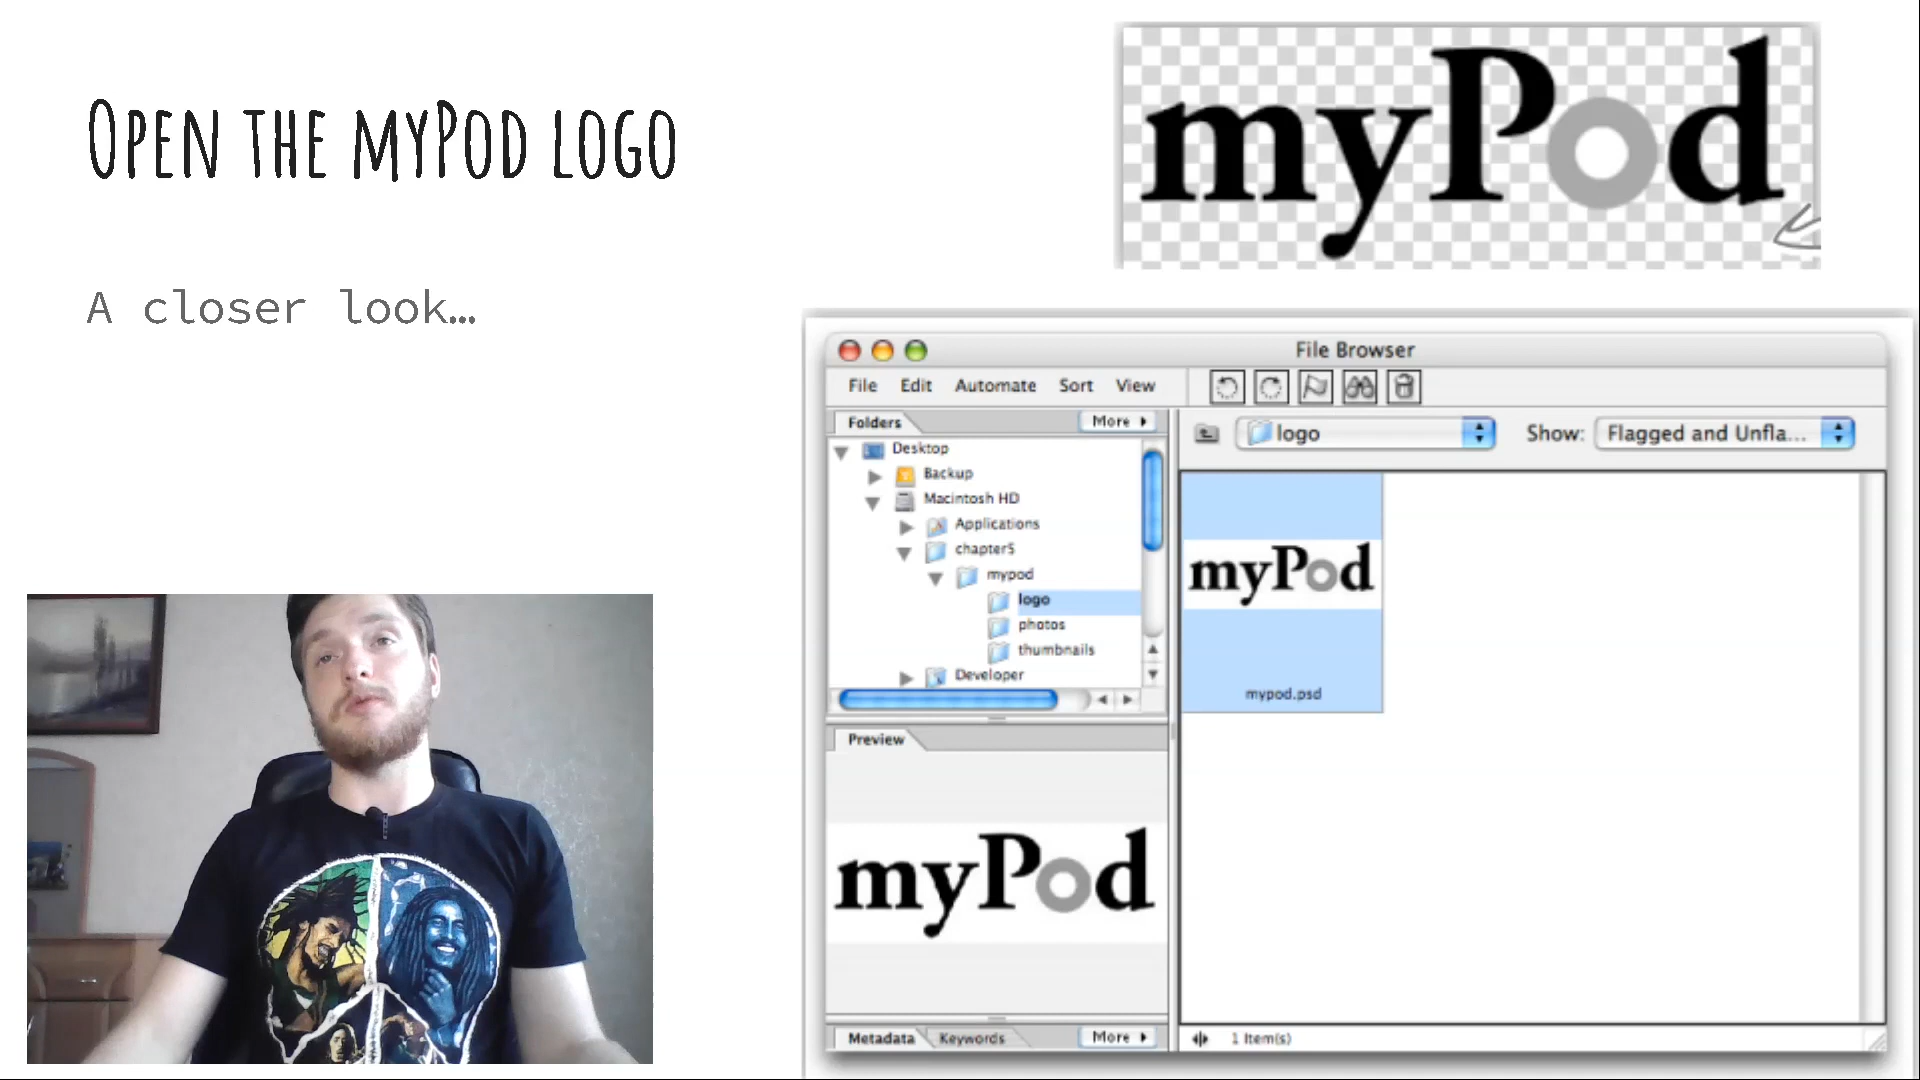 Open the myPod logo
A closer look…
myPod
File Browser
File Edit Automate Sort View
Folders More
logo Show: Flagged and Unfla...
Desktop
Backup
Macintosh HD
Applications
chapter5
mypod
logo
photos
thumbnails
Developer
myPod
mypod.psd
Preview
myPod
Metadata Keywords More
1 Item(s)